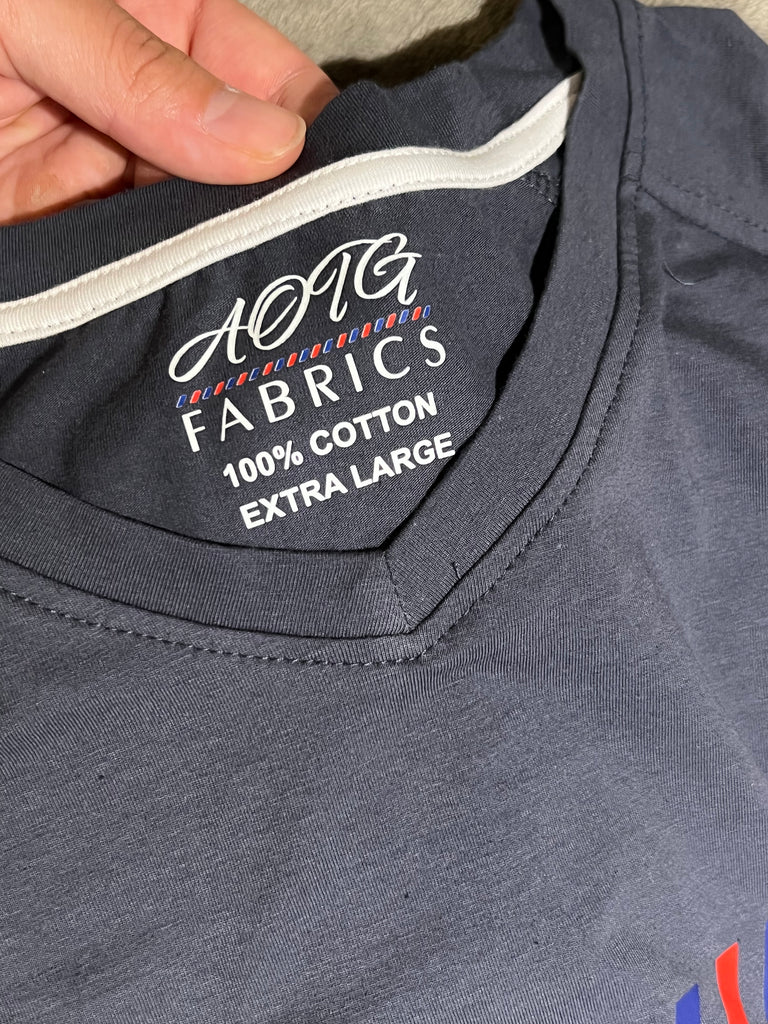 AOTG
FABRICS
100% COTTON
EXTRA LARGE